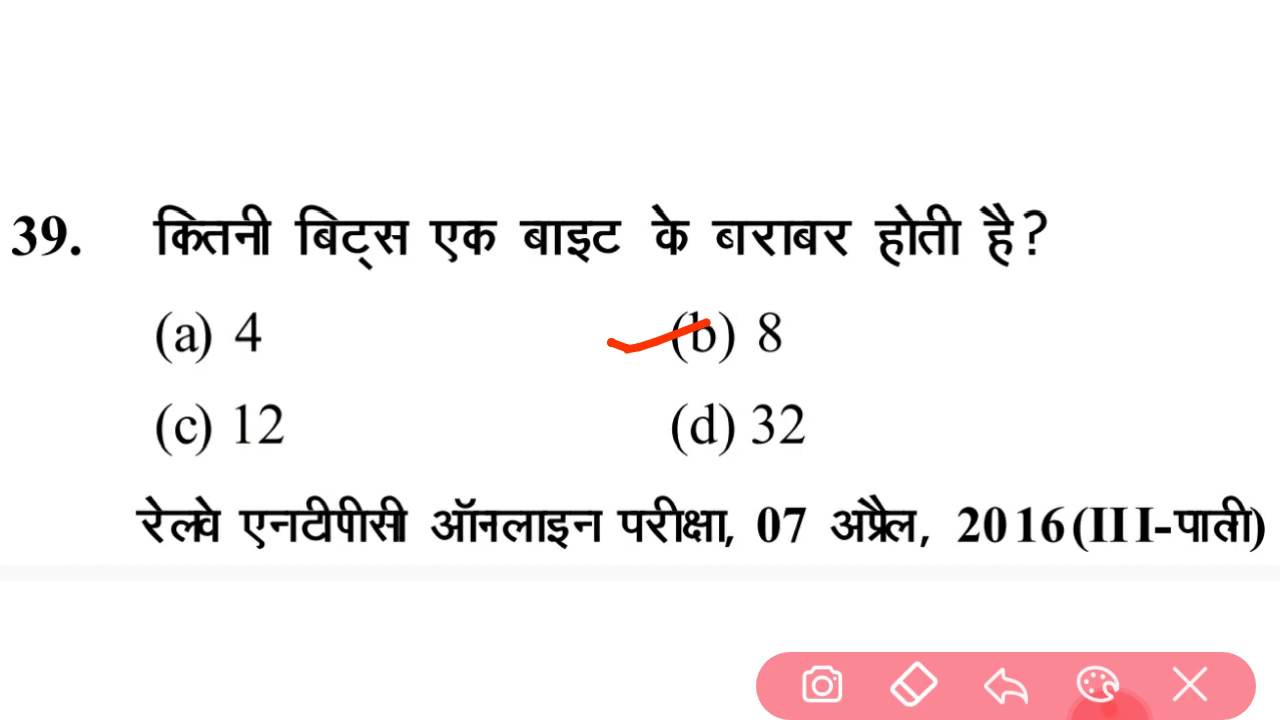 39. कितनी बिट्स एक बाइट के बराबर होती है?
(a) 4 (b) 8
(c) 12 (d) 32
रेलवे एनटीपीसी ऑनलाइन परीक्षा, 07 अप्रैल, 2016(III-पाली)